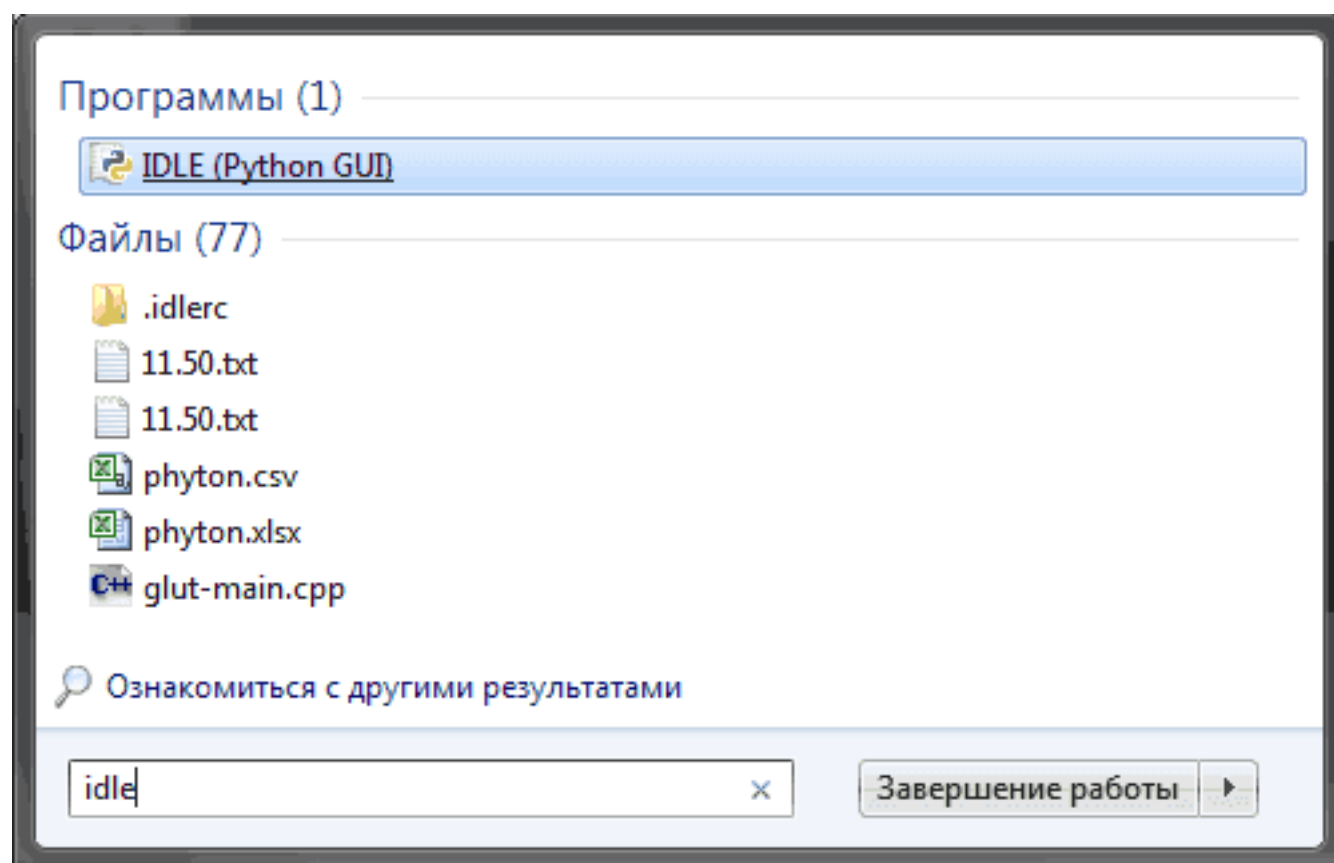 Программы (1)
IDLE (Python GUI)
Файлы (77)
.idlerc
11.50.txt
11.50.txt
phyton.csv
phyton.xlsx
C++ glut-main.cpp
Ознакомиться с другими результатами
idle
Завершение работы